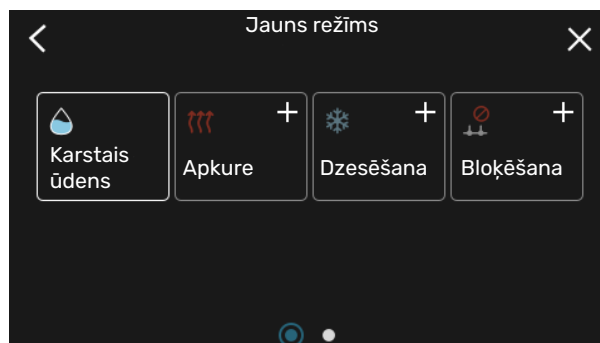 Jauns režīms
Karstais
ūdens
Apkure
Dzesēšana
Bloķēšana